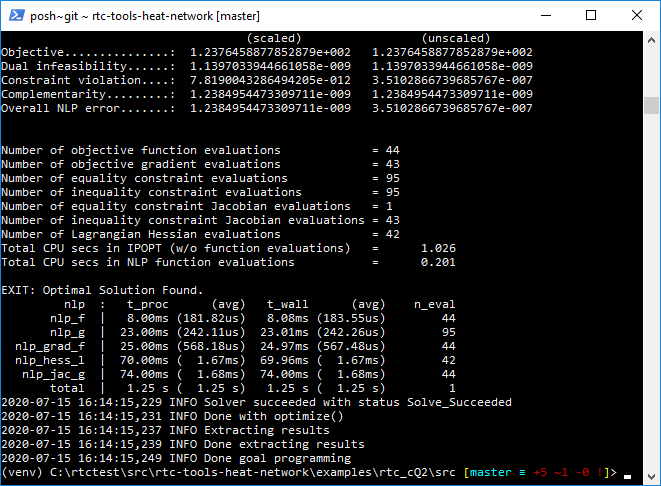 posh~git ~ rtc-tools-heat-network [master]
(scaled) (unscaled)
Objective...............: 1.2376458877852879e+002 1.2376458877852879e+002
Dual infeasibility......: 1.1397033944661058e-009 1.1397033944661058e-009
Constraint violation....: 7.8190043286494205e-012 3.5102866739685767e-007
Complementarity.........: 1.2384954473309711e-009 1.2384954473309711e-009
Overall NLP error.......: 1.2384954473309711e-009 3.5102866739685767e-007
Number of objective function evaluations = 44
Number of objective gradient evaluations = 43
Number of equality constraint evaluations = 95
Number of inequality constraint evaluations = 95
Number of equality constraint Jacobian evaluations = 1
Number of inequality constraint Jacobian evaluations = 43
Number of Lagrangian Hessian evaluations = 42
Total CPU secs in IPOPT (w/o function evaluations) = 1.026
Total CPU secs in NLP function evaluations = 0.201
EXIT: Optimal Solution Found.
nlp : t_proc (avg) t_wall (avg) n_eval
nlp_f | 8.00ms (181.82us) 8.08ms (183.55us) 44
nlp_g | 23.00ms (242.11us) 23.01ms (242.26us) 95
nlp_grad_f | 25.00ms (568.18us) 24.97ms (567.48us) 44
nlp_hess_l | 70.00ms ( 1.67ms) 69.96ms ( 1.67ms) 42
nlp_jac_g | 74.00ms ( 1.68ms) 74.00ms ( 1.68ms) 44
total | 1.25 s ( 1.25 s) 1.25 s ( 1.25 s) 1
2020-07-15 16:14:15,229 INFO Solver succeeded with status Solve_Succeeded
2020-07-15 16:14:15,231 INFO Done with optimize()
2020-07-15 16:14:15,237 INFO Extracting results
2020-07-15 16:14:15,239 INFO Done extracting results
2020-07-15 16:14:15,249 INFO Done goal programming
(venv) C:\rtctest\src\rtc-tools-heat-network\examples\rtc_cQ2\src [master ≡ +5 ~1 -0 !]>